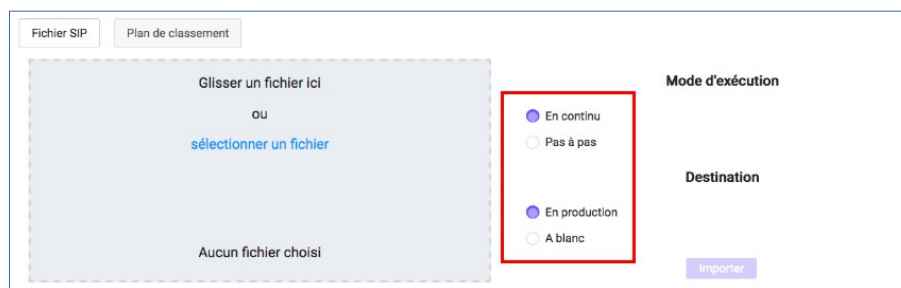 Fichier SIP
Plan de classement
Glisser un fichier ici
ou
sélectionner un fichier
Aucun fichier choisi
Mode d'exécution
En continu
Pas à pas
Destination
En production
A blanc
Importer